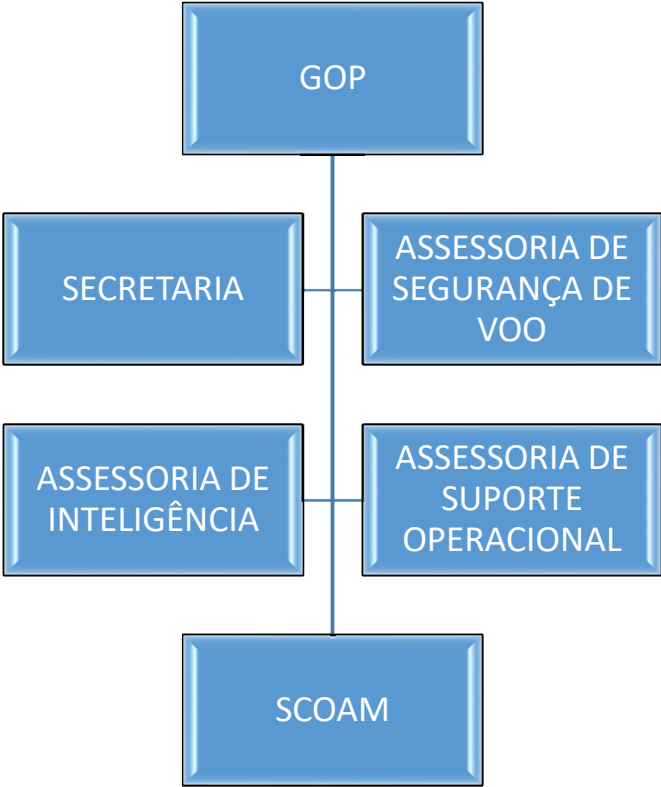 GOP
SECRETARIA
ASSESSORIA DE
SEGURANÇA DE
VOO
ASSESSORIA DE
INTELIGÊNCIA
ASSESSORIA DE
SUPORTE
OPERACIONAL
SCOAM